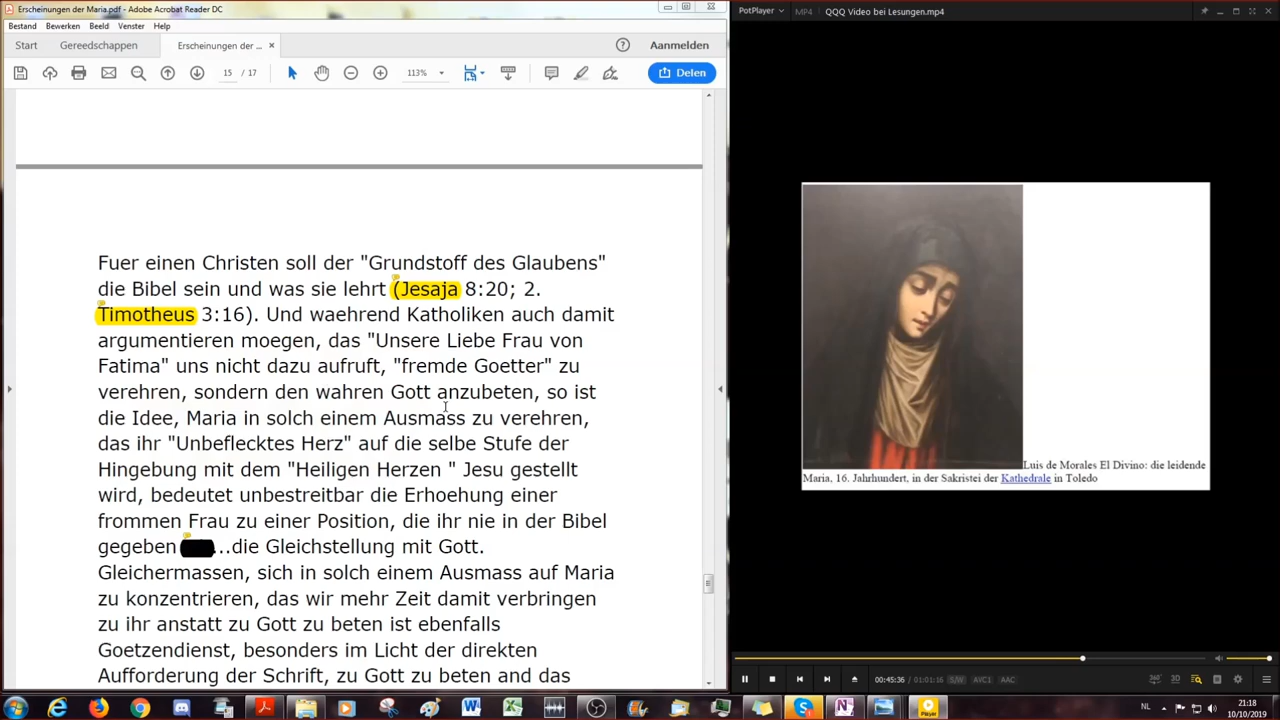 Erscheinungen der Maria.pdf - Adobe Acrobat Reader DC
Bestand Bewerken Beeld Venster Help
Start Gereedschappen Erscheinungen der ... × Aanmelden
15 / 17 113% Delen
Fuer einen Christen soll der "Grundstoff des Glaubens"
die Bibel sein und was sie lehrt (Jesaja 8:20; 2.
Timotheus 3:16). Und waehrend Katholiken auch damit
argumentieren moegen, das "Unsere Liebe Frau von
Fatima" uns nicht dazu aufruft, "fremde Goetter" zu
verehren, sondern den wahren Gott anzubeten, so ist
die Idee, Maria in solch einem Ausmass zu verehren,
das ihr "Unbeflecktes Herz" auf die selbe Stufe der
Hingebung mit dem "Heiligen Herzen " Jesu gestellt
wird, bedeutet unbestreitbar die Erhoehung einer
frommen Frau zu einer Position, die ihr nie in der Bibel
gegeben ..die Gleichstellung mit Gott.
Gleichermassen, sich in solch einem Ausmass auf Maria
zu konzentrieren, das wir mehr Zeit damit verbringen
zu ihr anstatt zu Gott zu beten ist ebenfalls
Goetzendienst, besonders im Licht der direkten
Aufforderung der Schrift, zu Gott zu beten and das
PotPlayer MP4 QQQ Video bei Lesungen.mp4
Luis de Morales El Divino: die leidende
Maria, 16. Jahrhundert, in der Sakristei der Kathedrale in Toledo
00:45:36 / 01:01:16 S/W AVC1 AAC 360° 3D
NL 21:18
10/10/2019
Player